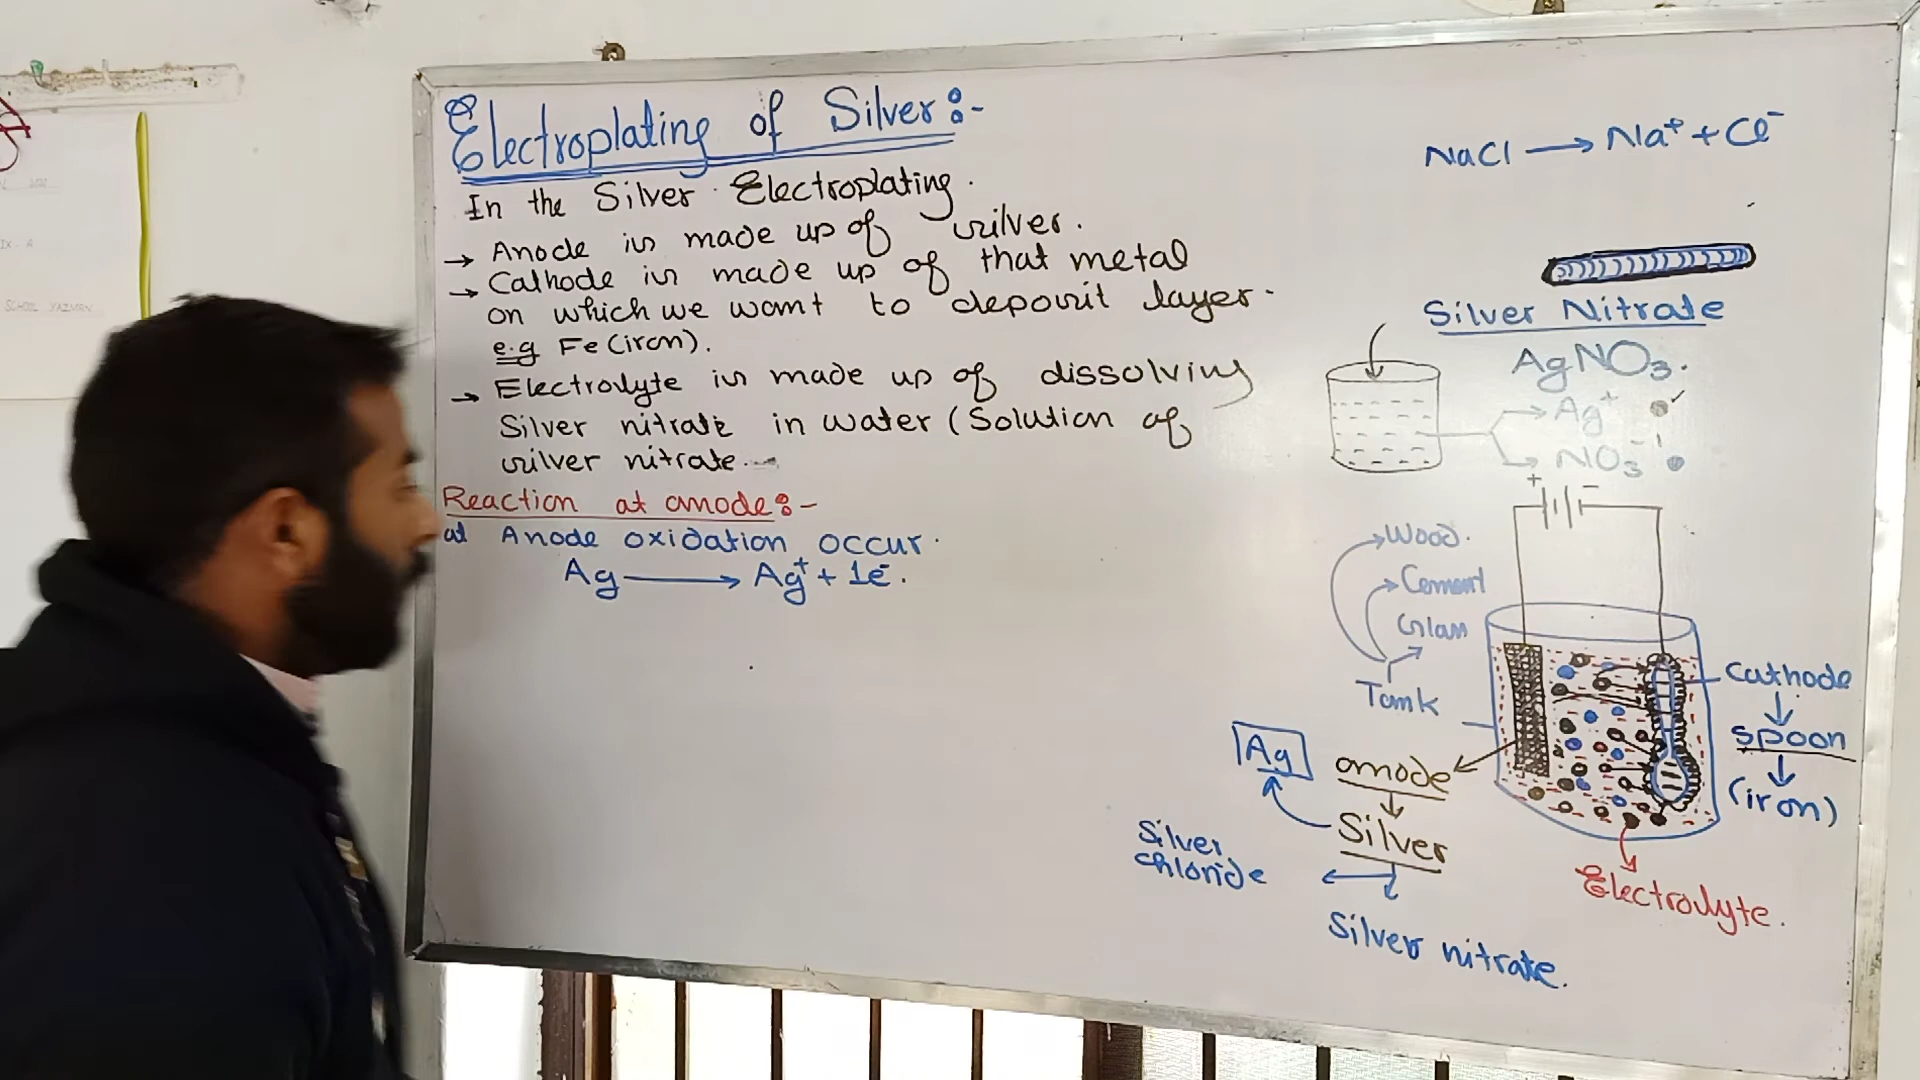 Electroplating of Silver:-
In the Silver Electroplating.
→ Anode is made up of silver.
→ Cathode is made up of that metal
on which we want to deposit layer.
e.g Fe (iron).
→ Electrolyte is made up of dissolving
Silver nitrate in water (Solution of
silver nitrate.
Reaction at anode:-
at Anode oxidation occur.
Ag → Ag⁺ + 1e⁻.
NaCl → Na⁺ + Cl⁻
Silver Nitrate
AgNO₃.
Ag⁺
NO₃⁻¹
+ -
Wood.
Cement
Glass
Tank
Cathode
spoon
(iron)
Ag
anode
Silver
Silver
chloride
Silver nitrate.
Electrolyte.
IX-A
SCHOOL YAZMAN